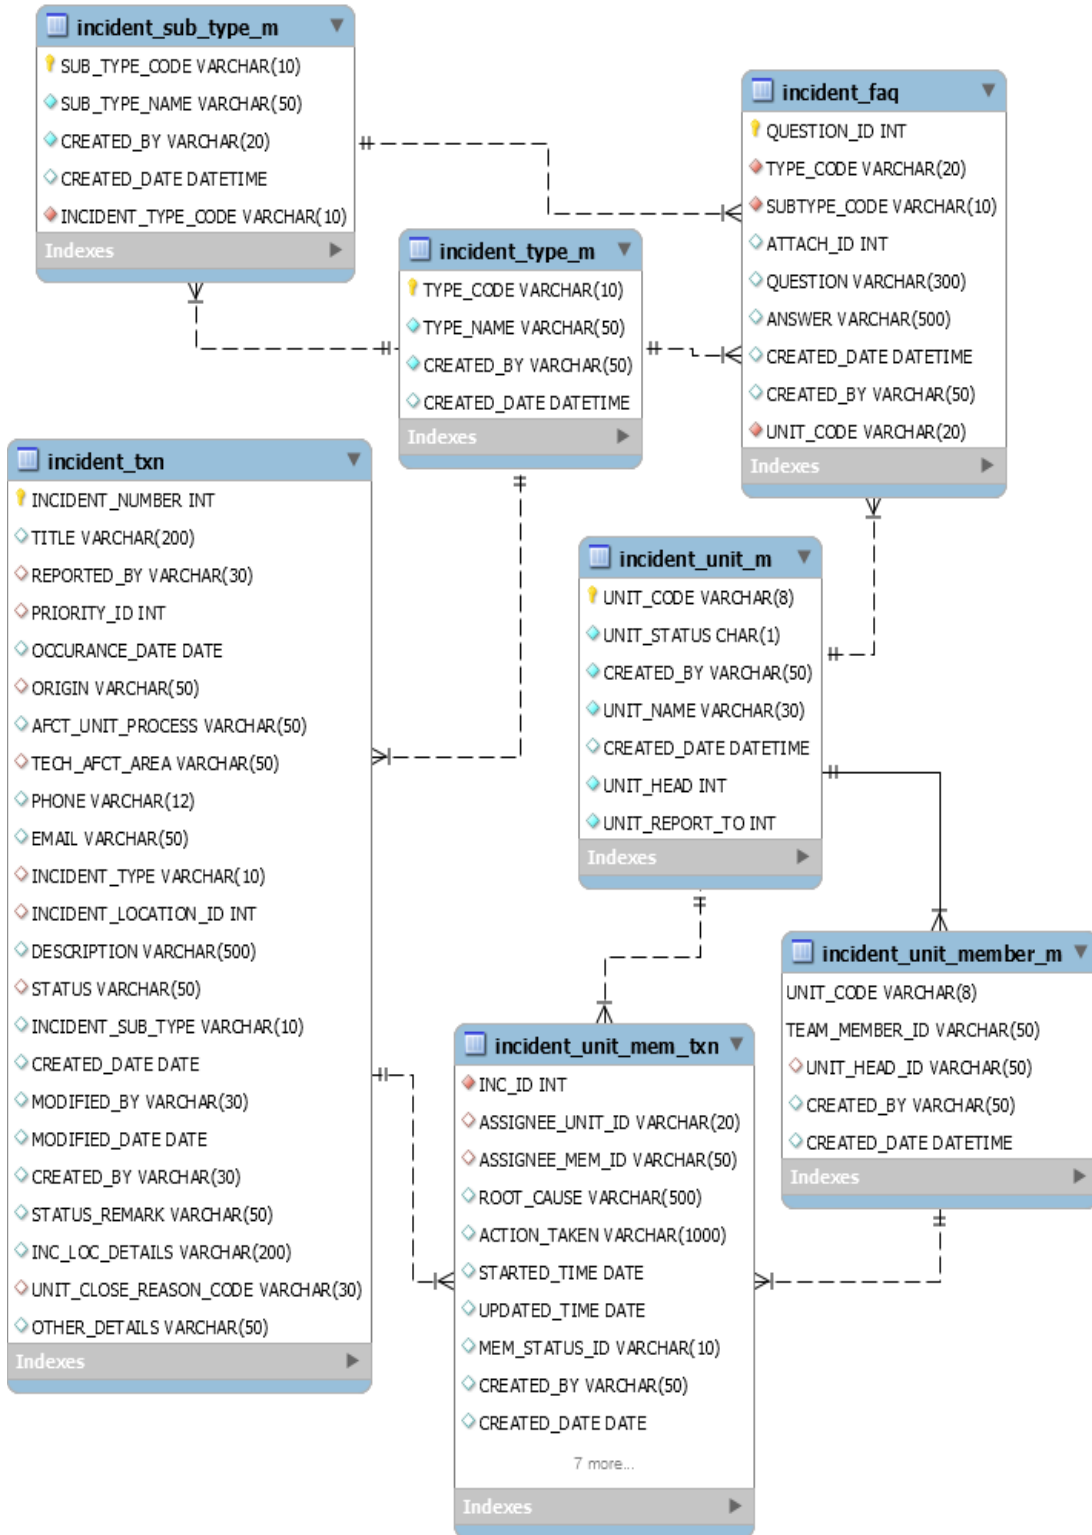 incident_sub_type_m
SUB_TYPE_CODE VARCHAR(10)
SUB_TYPE_NAME VARCHAR(50)
CREATED_BY VARCHAR(20)
CREATED_DATE DATETIME
INCIDENT_TYPE_CODE VARCHAR(10)
Indexes
incident_faq
QUESTION_ID INT
TYPE_CODE VARCHAR(20)
SUBTYPE_CODE VARCHAR(10)
ATTACH_ID INT
QUESTION VARCHAR(300)
ANSWER VARCHAR(500)
CREATED_DATE DATETIME
CREATED_BY VARCHAR(50)
UNIT_CODE VARCHAR(20)
Indexes
incident_type_m
TYPE_CODE VARCHAR(10)
TYPE_NAME VARCHAR(50)
CREATED_BY VARCHAR(50)
CREATED_DATE DATETIME
Indexes
incident_txn
INCIDENT_NUMBER INT
TITLE VARCHAR(200)
REPORTED_BY VARCHAR(30)
PRIORITY_ID INT
OCCURANCE_DATE DATE
ORIGIN VARCHAR(50)
AFCT_UNIT_PROCESS VARCHAR(50)
TECH_AFCT_AREA VARCHAR(50)
PHONE VARCHAR(12)
EMAIL VARCHAR(50)
INCIDENT_TYPE VARCHAR(10)
INCIDENT_LOCATION_ID INT
DESCRIPTION VARCHAR(500)
STATUS VARCHAR(50)
INCIDENT_SUB_TYPE VARCHAR(10)
CREATED_DATE DATE
MODIFIED_BY VARCHAR(30)
MODIFIED_DATE DATE
CREATED_BY VARCHAR(30)
STATUS_REMARK VARCHAR(50)
INC_LOC_DETAILS VARCHAR(200)
UNIT_CLOSE_REASON_CODE VARCHAR(30)
OTHER_DETAILS VARCHAR(50)
Indexes
incident_unit_m
UNIT_CODE VARCHAR(8)
UNIT_STATUS CHAR(1)
CREATED_BY VARCHAR(50)
UNIT_NAME VARCHAR(30)
CREATED_DATE DATETIME
UNIT_HEAD INT
UNIT_REPORT_TO INT
Indexes
incident_unit_member_m
UNIT_CODE VARCHAR(8)
TEAM_MEMBER_ID VARCHAR(50)
UNIT_HEAD_ID VARCHAR(50)
CREATED_BY VARCHAR(50)
CREATED_DATE DATETIME
Indexes
incident_unit_mem_txn
INC_ID INT
ASSIGNEE_UNIT_ID VARCHAR(20)
ASSIGNEE_MEM_ID VARCHAR(50)
ROOT_CAUSE VARCHAR(500)
ACTION_TAKEN VARCHAR(1000)
STARTED_TIME DATE
UPDATED_TIME DATE
MEM_STATUS_ID VARCHAR(10)
CREATED_BY VARCHAR(50)
CREATED_DATE DATE
7 more...
Indexes